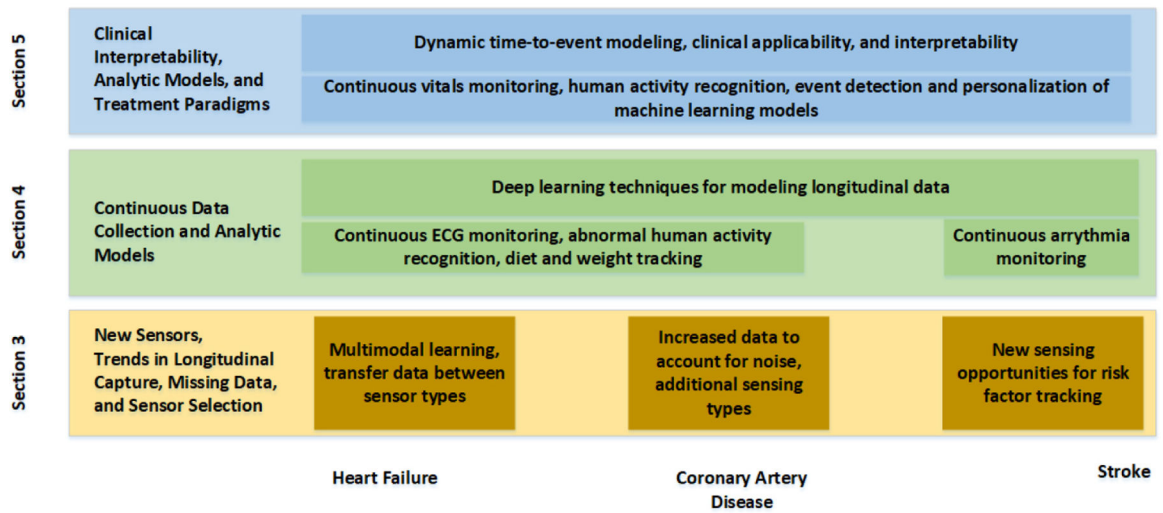 Section 5
Clinical
Interpretability,
Analytic Models, and
Treatment Paradigms
Dynamic time-to-event modeling, clinical applicability, and interpretability
Continuous vitals monitoring, human activity recognition, event detection and personalization of
machine learning models
Section 4
Continuous Data
Collection and Analytic
Models
Deep learning techniques for modeling longitudinal data
Continuous ECG monitoring, abnormal human activity
recognition, diet and weight tracking
Continuous arrythmia
monitoring
Section 3
New Sensors,
Trends in Longitudinal
Capture, Missing Data,
and Sensor Selection
Multimodal learning,
transfer data between
sensor types
Increased data to
account for noise,
additional sensing
types
New sensing
opportunities for risk
factor tracking
Heart Failure
Coronary Artery
Disease
Stroke